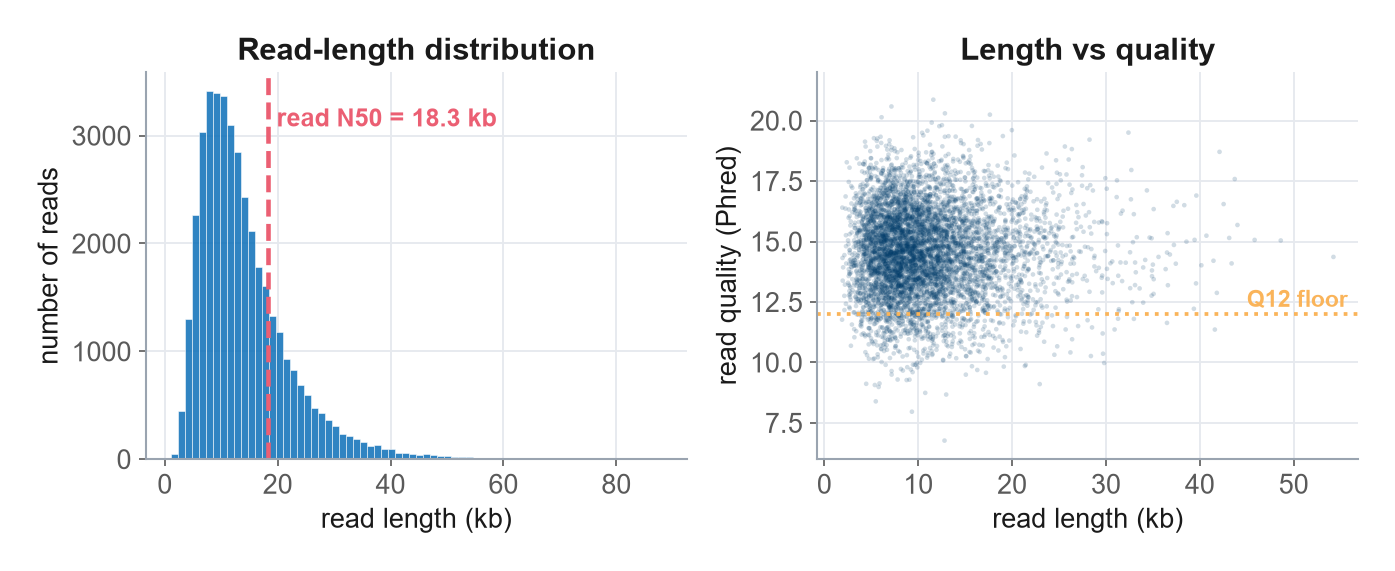 Read-length distribution
number of reads
3000
2000
1000
0
read N50 = 18.3 kb
0 20 40 60 80
read length (kb)
Length vs quality
read quality (Phred)
20.0
17.5
15.0
12.5
10.0
7.5
Q12 floor
0 10 20 30 40 50
read length (kb)